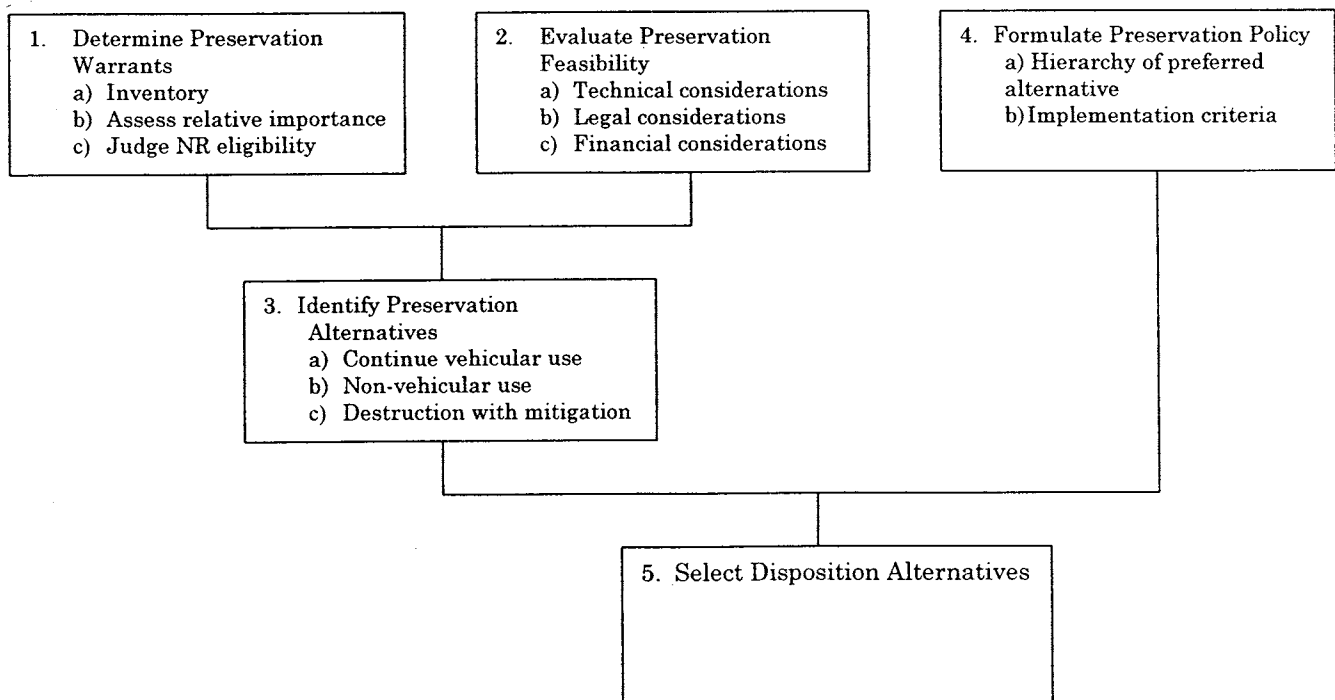 1. Determine Preservation
Warrants
a) Inventory
b) Assess relative importance
c) Judge NR eligibility
2. Evaluate Preservation
Feasibility
a) Technical considerations
b) Legal considerations
c) Financial considerations
4. Formulate Preservation Policy
a) Hierarchy of preferred
alternative
b) Implementation criteria
3. Identify Preservation
Alternatives
a) Continue vehicular use
b) Non-vehicular use
c) Destruction with mitigation
5. Select Disposition Alternatives